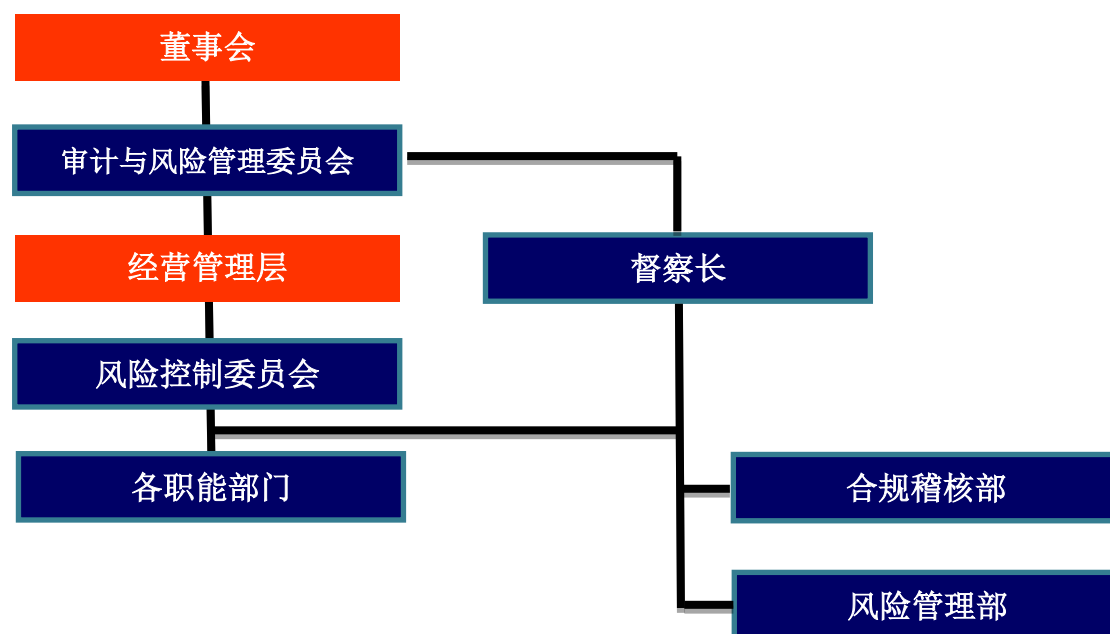 董事会
审计与风险管理委员会
经营管理层
督察长
风险控制委员会
各职能部门
合规稽核部
风险管理部